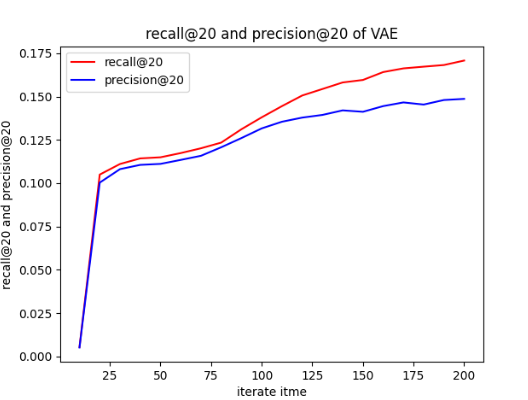 recall@20 and precision@20 of VAE
recall@20
precision@20
recall@20 and precision@20
0.175
0.150
0.125
0.100
0.075
0.050
0.025
0.000
25 50 75 100 125 150 175 200
iterate itme